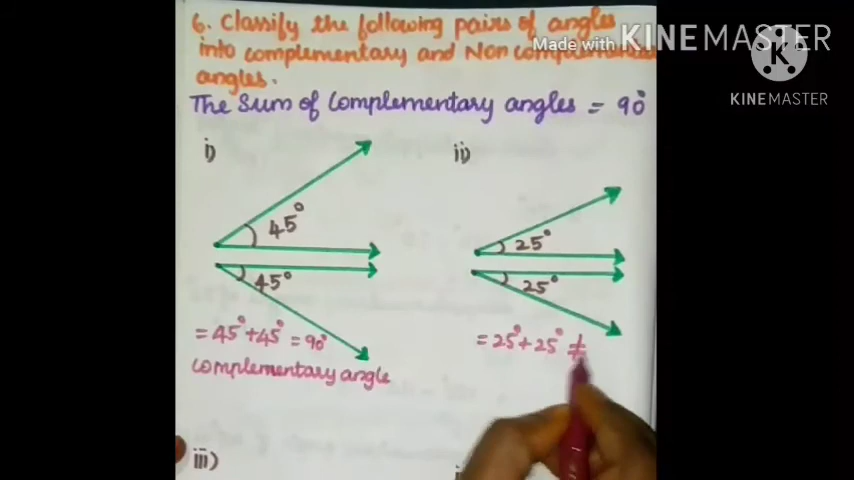 6. Classify the following pairs of angles
into complementary and Non
angles.
Made with KINEMASTER
K
KINEMASTER
The Sum of complementary angles = 90°
i)
ii)
45°
25°
45°
25°
= 45° + 45° = 90°
= 25° + 25° ≠
complementary angle
iii)